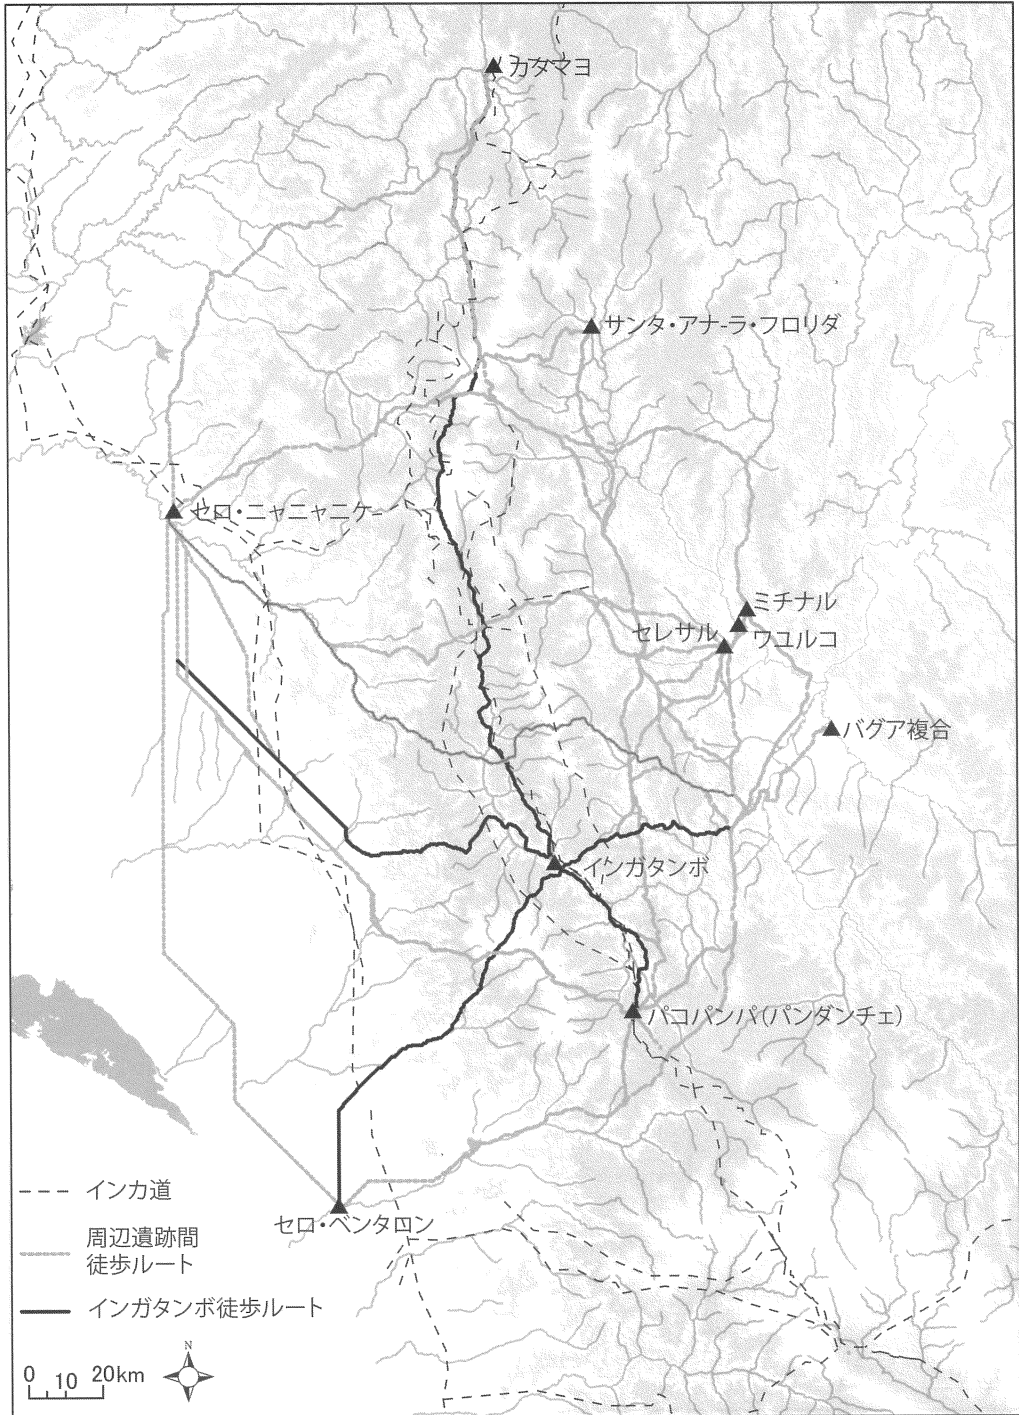 カタマヨ
サンタ・アナ-ラ・フロリダ
セロ・ニャニャニケ
ミチナル
セレサル
ワユルコ
バグア複合
インガタンボ
パコパンパ(パンダンチェ)
セロ・ベンタロン
インカ道
周辺遺跡間
徒歩ルート
インガタンボ徒歩ルート
N
0 10 20km